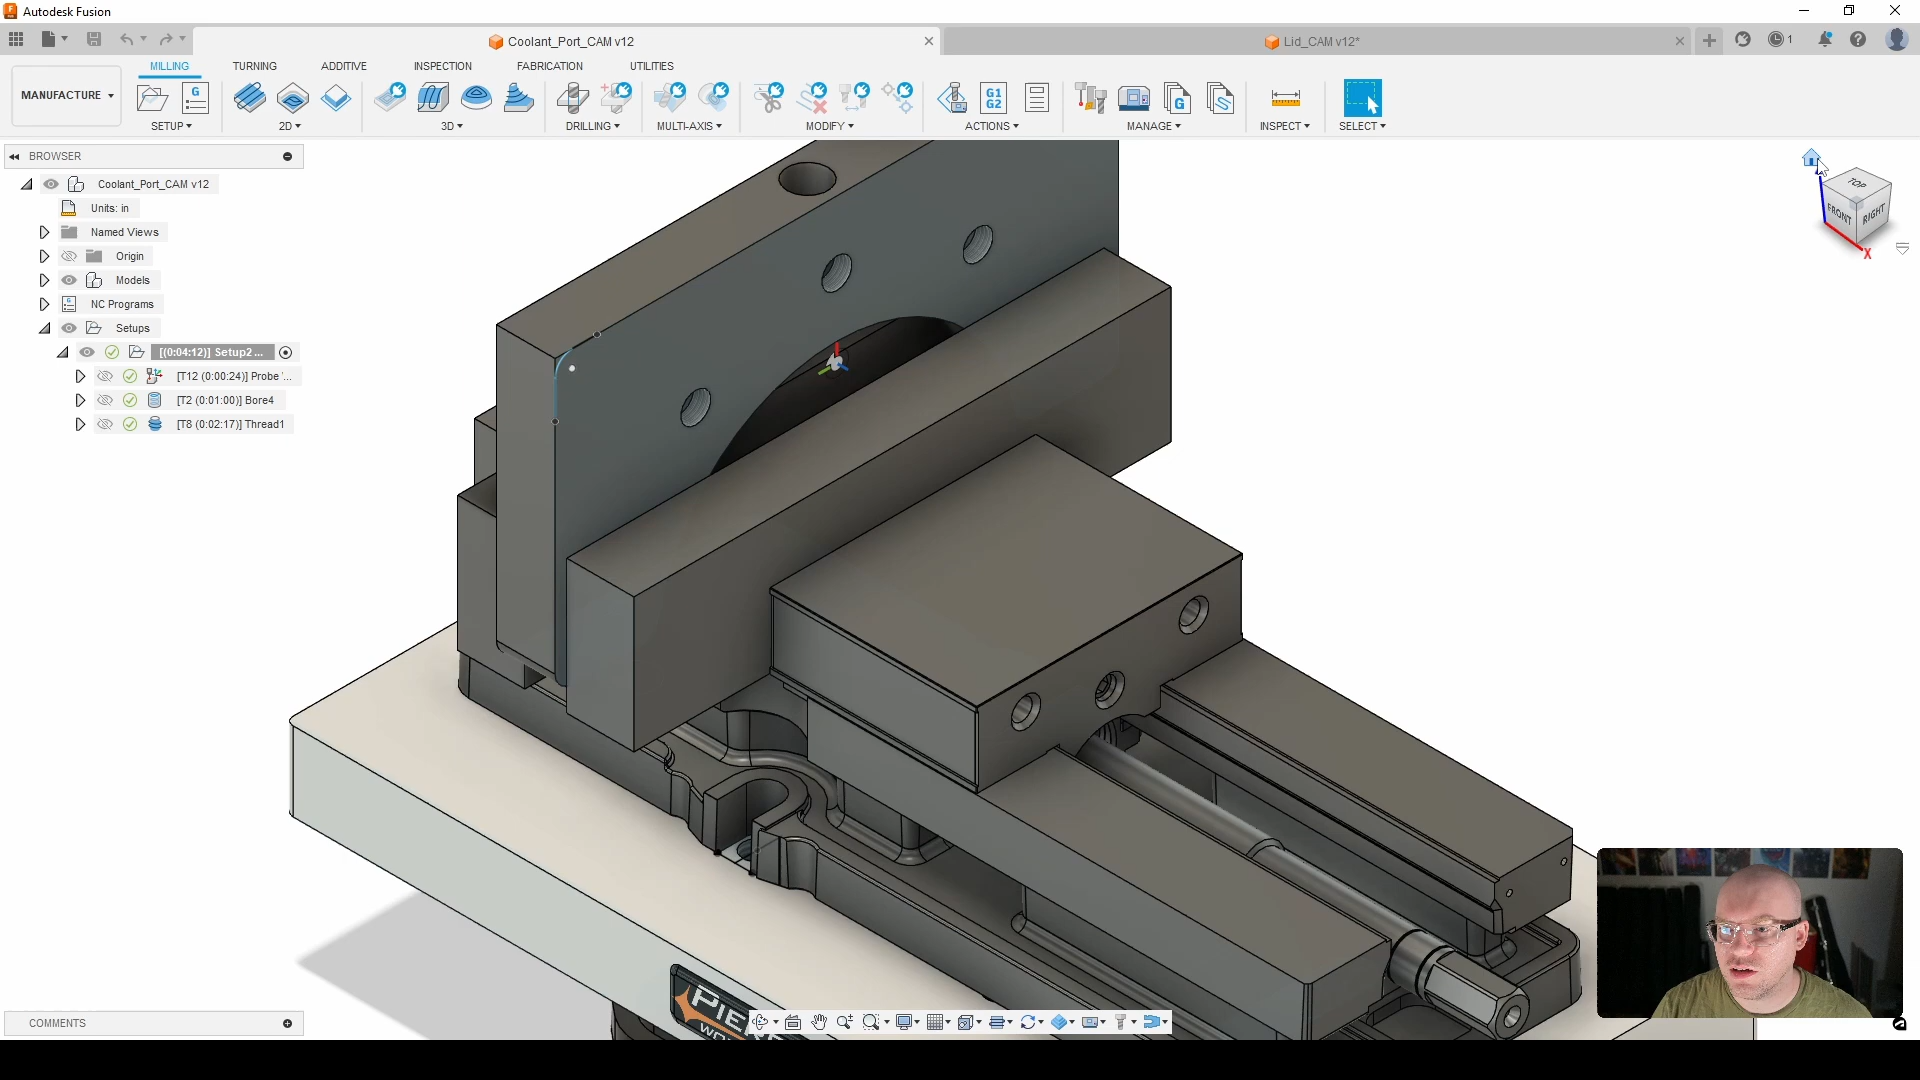 Autodesk Fusion
Coolant_Port_CAM v12
Lid_CAM v12*
1
MANUFACTURE
MILLING
TURNING
ADDITIVE
INSPECTION
FABRICATION
UTILITIES
G1
G2
SETUP
2D
3D
DRILLING
MULTI-AXIS
MODIFY
ACTIONS
MANAGE
INSPECT
SELECT
BROWSER
Coolant_Port_CAM v12
Units: in
Named Views
Origin
Models
NC Programs
Setups
[(0:04:12)] Setup2 ...
[T12 (0:00:24)] Probe '...
[T2 (0:01:00)] Bore4
[T8 (0:02:17)] Thread1
TOP
FRONT
RIGHT
X
COMMENTS